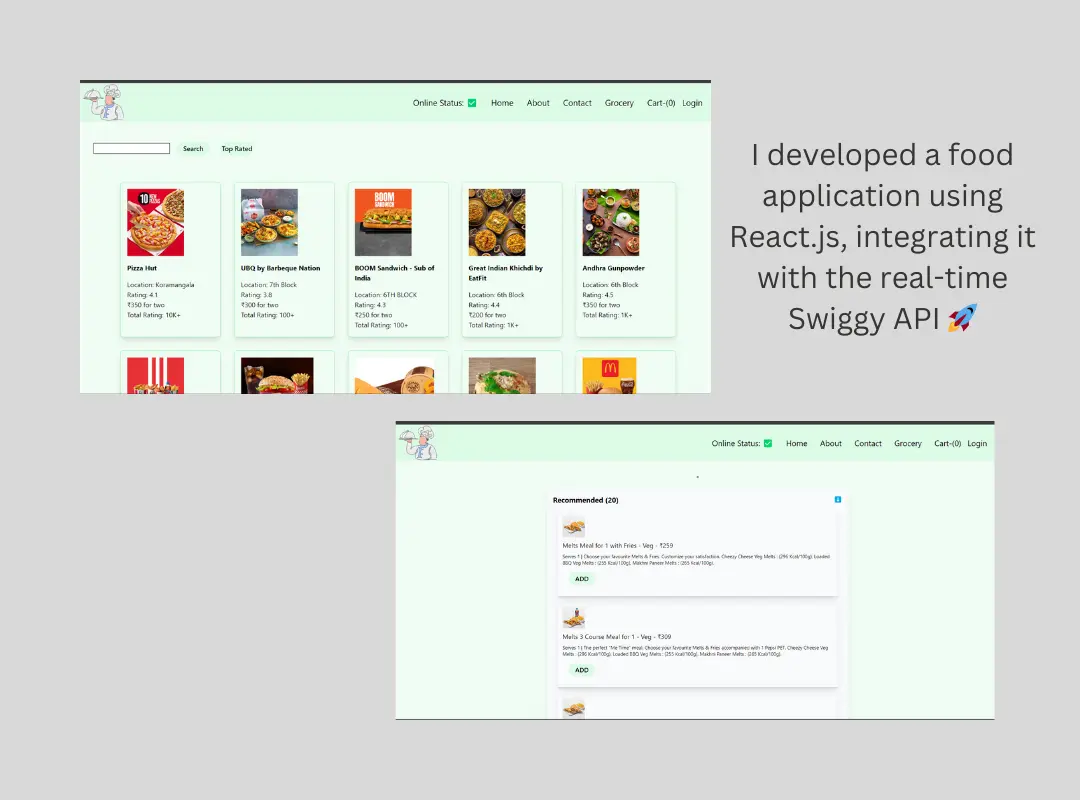 Online Status: ✅ Home About Contact Grocery Cart-(0) Login
Search Top Rated
10 NEW
BOOM
SANDWICH
Pizza Hut
Location: Koramangala
Rating: 4.1
₹350 for two
Total Rating: 10K+
UBQ by Barbeque Nation
Location: 7th Block
Rating: 3.8
₹300 for two
Total Rating: 100+
BOOM Sandwich - Sub of
India
Location: 6TH BLOCK
Rating: 4.3
₹250 for two
Total Rating: 100+
Great Indian Khichdi by
EatFit
Location: 6th Block
Rating: 4.4
₹200 for two
Total Rating: 1K+
Andhra Gunpowder
Location: 6th Block
Rating: 4.5
₹350 for two
Total Rating: 1K+
I developed a food
application using
React.js, integrating it
with the real-time
Swiggy API 🚀
Online Status: ✅ Home About Contact Grocery Cart-(0) Login
Recommended (20)
Melts Meal for 1 with Fries - Veg - ₹259
Serves 1 | Choose your favourite Melts & Fries. Customize your satisfaction. Cheezy Cheese Veg Melts : (296 Kcal/100g), Loaded
BBQ Veg Melts : (255 Kcal/100g), Makhni Paneer Melts : (265 Kcal/100g).
ADD
Melts 3 Course Meal for 1 - Veg - ₹309
Serves 1 | The perfect "Me Time" meal. Choose your favourite Melts & Fries accompanied with 1 Pepsi PET. Cheezy Cheese Veg
Melts : (296 Kcal/100g), Loaded BBQ Veg Melts : (255 Kcal/100g), Makhni Paneer Melts : (265 Kcal/100g).
ADD